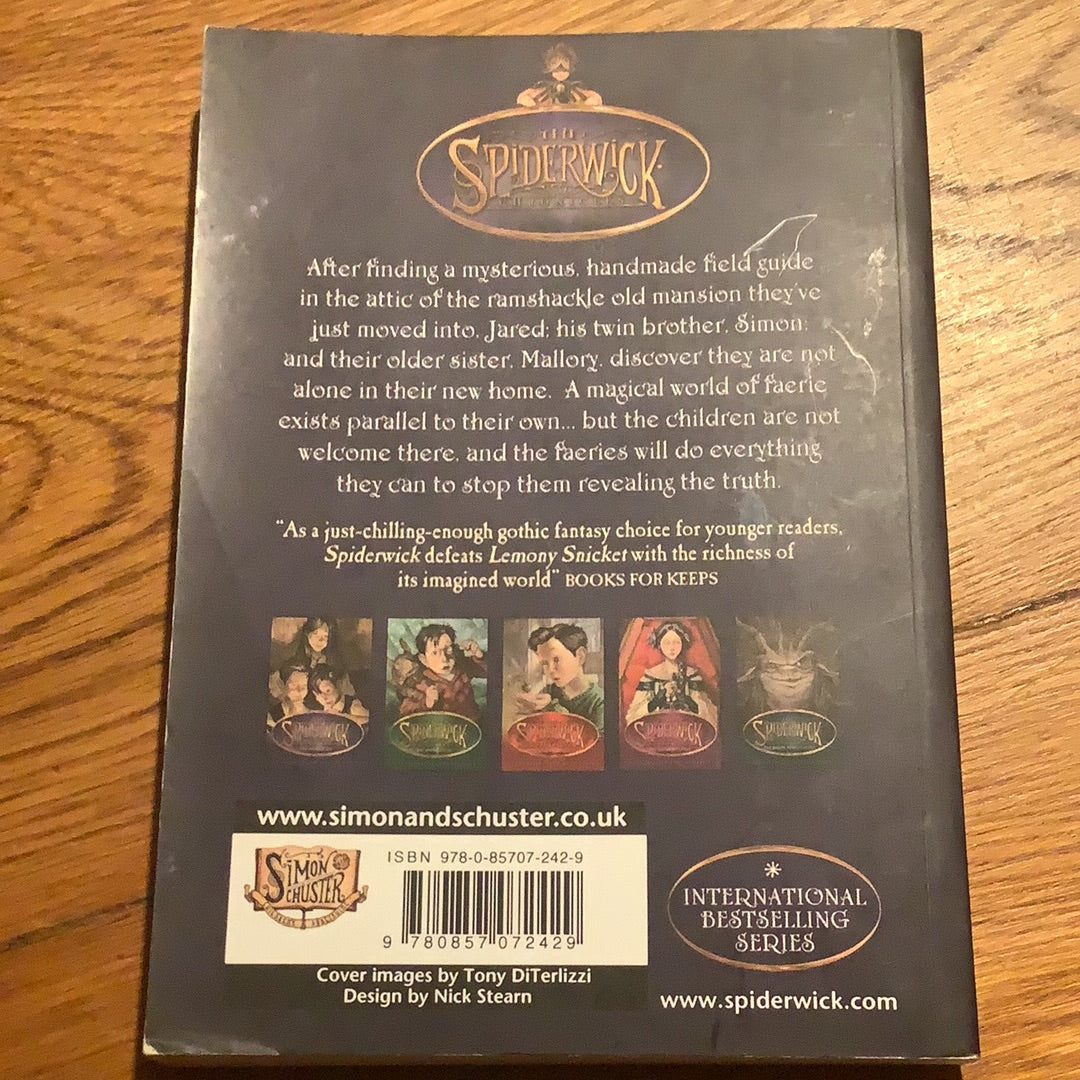 THE
SPIDERWICK
CHRONICLES
After finding a mysterious, handmade field guide
in the attic of the ramshackle old mansion they've
just moved into, Jared; his twin brother, Simon;
and their older sister, Mallory, discover they are not
alone in their new home. A magical world of faerie
exists parallel to their own... but the children are not
welcome there, and the faeries will do everything
they can to stop them revealing the truth.
"As a just-chilling-enough gothic fantasy choice for younger readers,
Spiderwick defeats Lemony Snicket with the richness of
its imagined world" BOOKS FOR KEEPS
SPIDERWICK
SPIDERWICK
SPIDERWICK
SPIDERWICK
SPIDERWICK
www.simonandschuster.co.uk
SIMON
SCHUSTER
ISBN 978-0-85707-242-9
9 780857 072429
*
INTERNATIONAL
BESTSELLING
SERIES
Cover images by Tony DiTerlizzi
Design by Nick Stearn
www.spiderwick.com